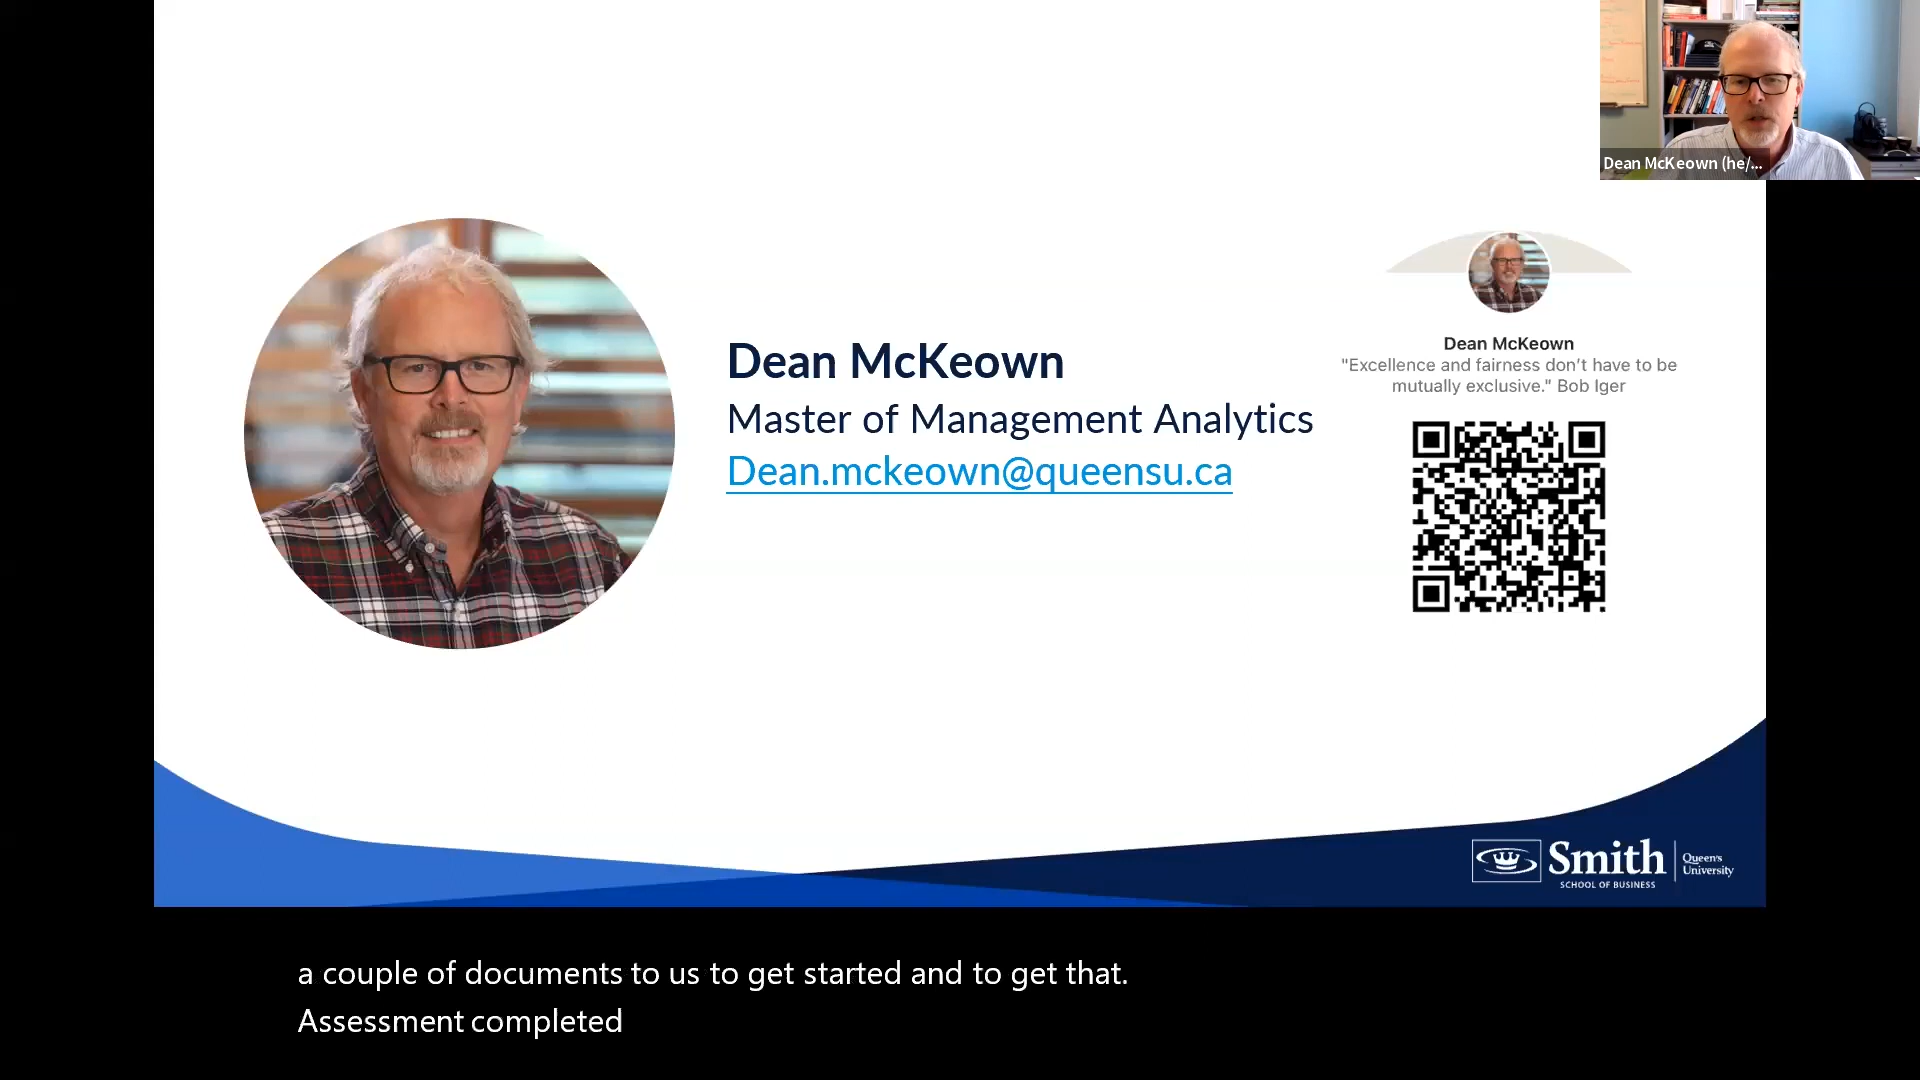 Dean McKeown (he/...
Dean McKeown
Master of Management Analytics
Dean.mckeown@queensu.ca
Dean McKeown
"Excellence and fairness don't have to be
mutually exclusive." Bob Iger
Smith
SCHOOL OF BUSINESS
Queen's
University
a couple of documents to us to get started and to get that.
Assessment completed